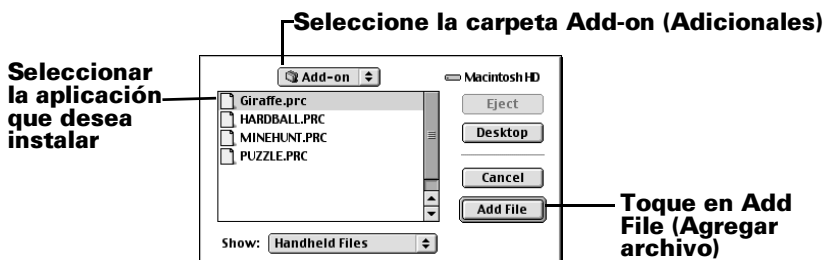 Seleccione la carpeta Add-on (Adicionales)
Seleccionar
la aplicación
que desea
instalar
Add-on
Macintosh HD
Giraffe.prc
HARDBALL.PRC
MINEHUNT.PRC
PUZZLE.PRC
Eject
Desktop
Cancel
Add File
Show: Handheld Files
Toque en Add
File (Agregar
archivo)